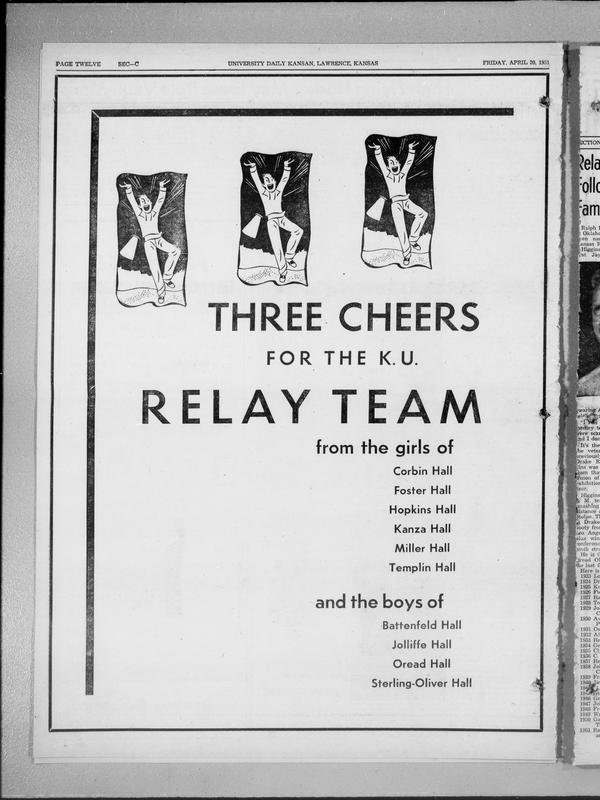 PAGE TWELVE SEC—C
UNIVERSITY DAILY KANSAN, LAWRENCE, KANSAS
FRIDAY, APRIL 20, 1951
THREE CHEERS
FOR THE K.U.
RELAY TEAM
from the girls of
Corbin Hall
Foster Hall
Hopkins Hall
Kanza Hall
Miller Hall
Templin Hall
and the boys of
Battenfeld Hall
Jolliffe Hall
Oread Hall
Sterling-Oliver Hall